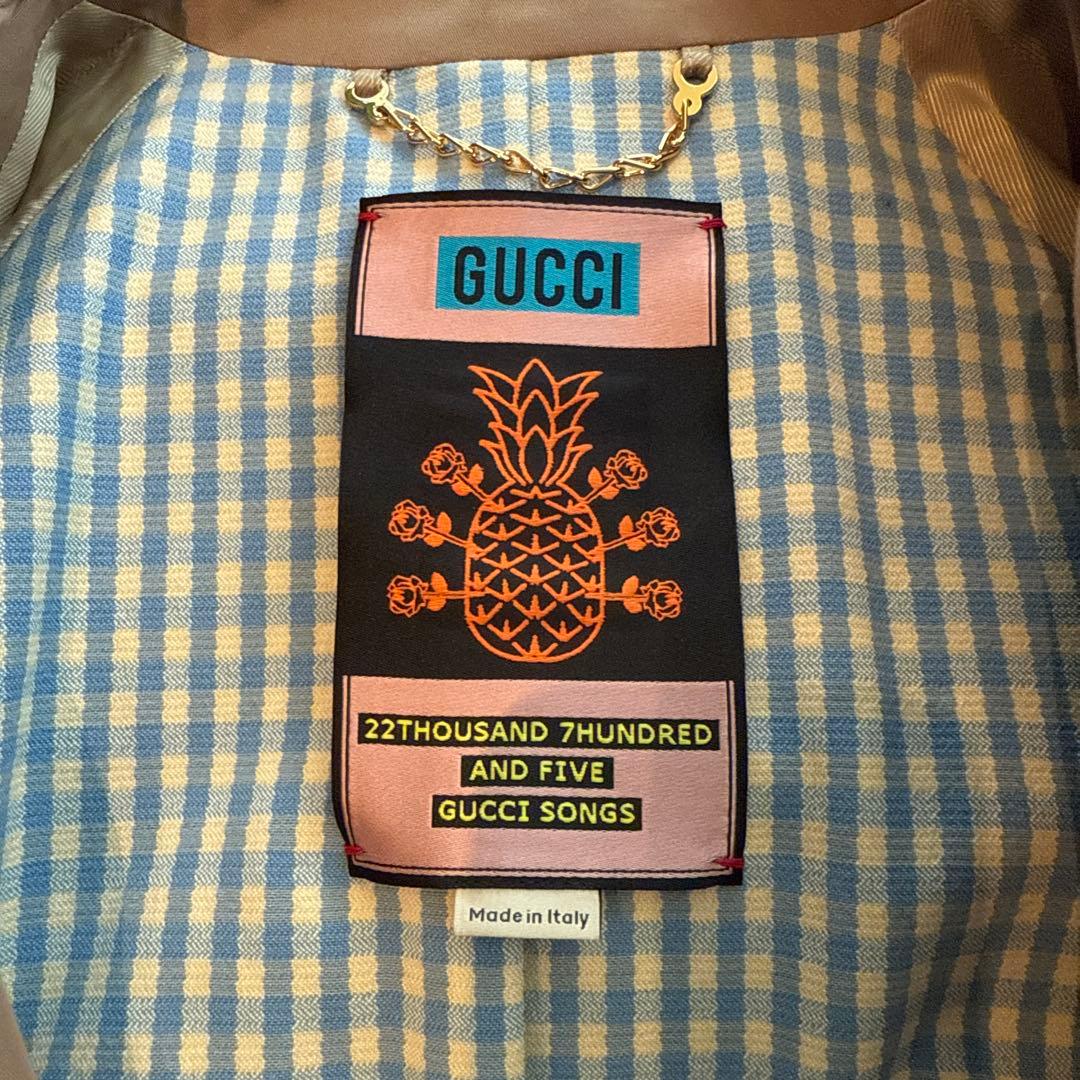 GUCCI
22THOUSAND 7HUNDRED
AND FIVE
GUCCI SONGS
Made in Italy